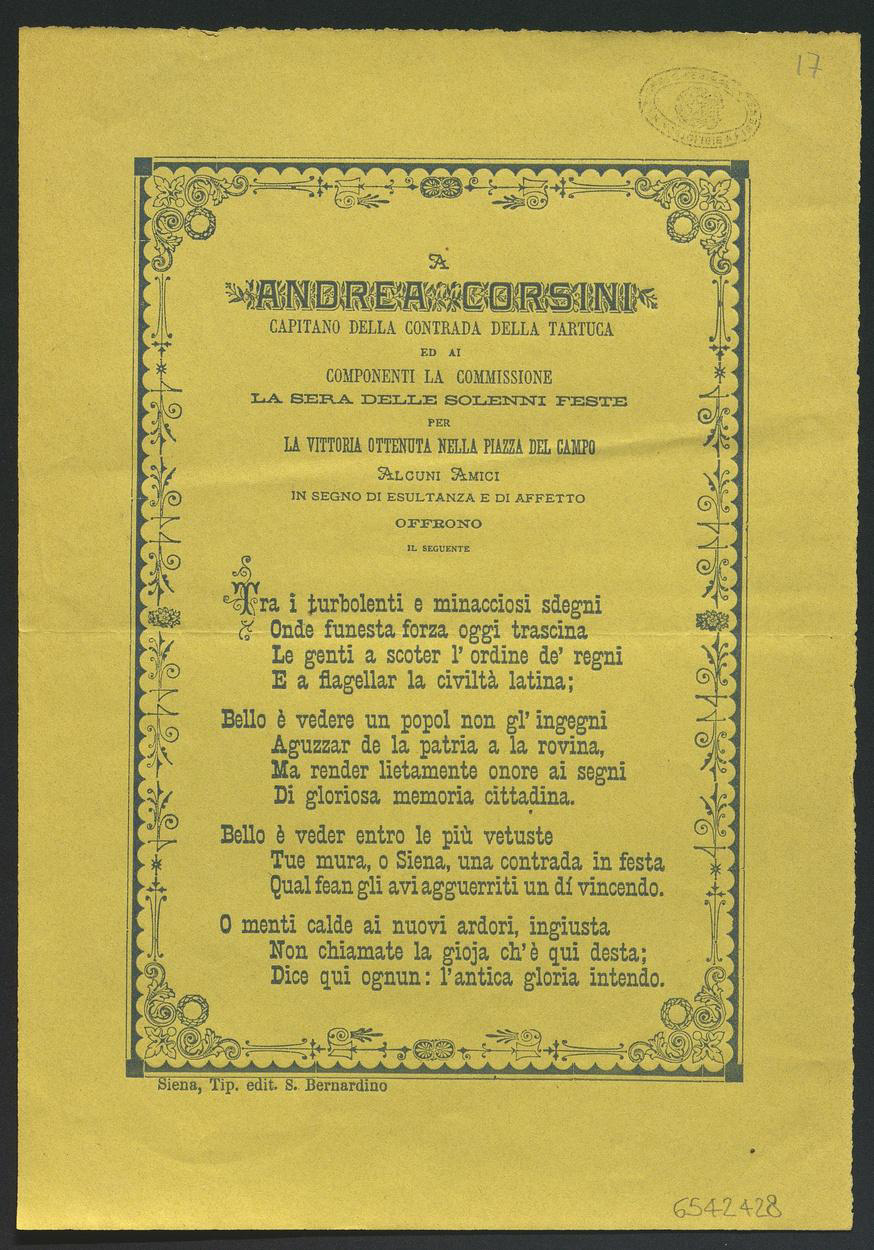 17
A
ANDREA CORSINI
CAPITANO DELLA CONTRADA DELLA TARTUCA
ED AI
COMPONENTI LA COMMISSIONE
LA SERA DELLE SOLENNI FESTE
PER
LA VITTORIA OTTENUTA NELLA PIAZZA DEL CAMPO
ALCUNI AMICI
IN SEGNO DI ESULTANZA E DI AFFETTO
OFFRONO
IL SEGUENTE
Tra i turbolenti e minacciosi sdegni
Onde funesta forza oggi trascina
Le genti a scoter l' ordine de' regni
E a flagellar la civiltà latina;
Bello è vedere un popol non gl' ingegni
Aguzzar de la patria a la rovina,
Ma render lietamente onore ai segni
Di gloriosa memoria cittadina.
Bello è veder entro le più vetuste
Tue mura, o Siena, una contrada in festa
Qual fean gli avi agguerriti un dí vincendo.
O menti calde ai nuovi ardori, ingiusta
Non chiamate la gioja ch'è qui desta;
Dice qui ognun: l'antica gloria intendo.
Siena, Tip. edit. S. Bernardino
6542428